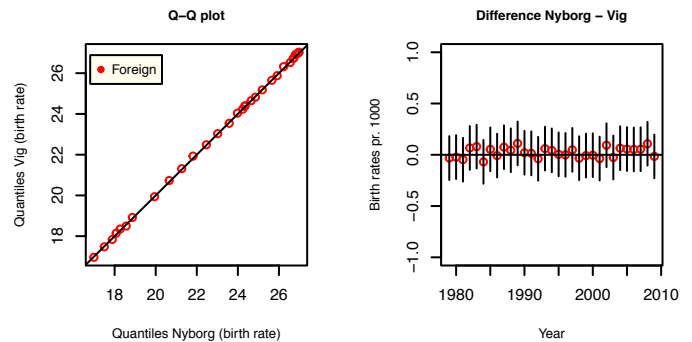 Q−Q plot
Difference Nyborg − Vig
Quantiles Vig (birth rate)
26
24
22
20
18
Foreign
18 20 22 24 26
Quantiles Nyborg (birth rate)
Birth rates pr. 1000
1.0
0.5
0.0
−0.5
−1.0
1980 1990 2000 2010
Year